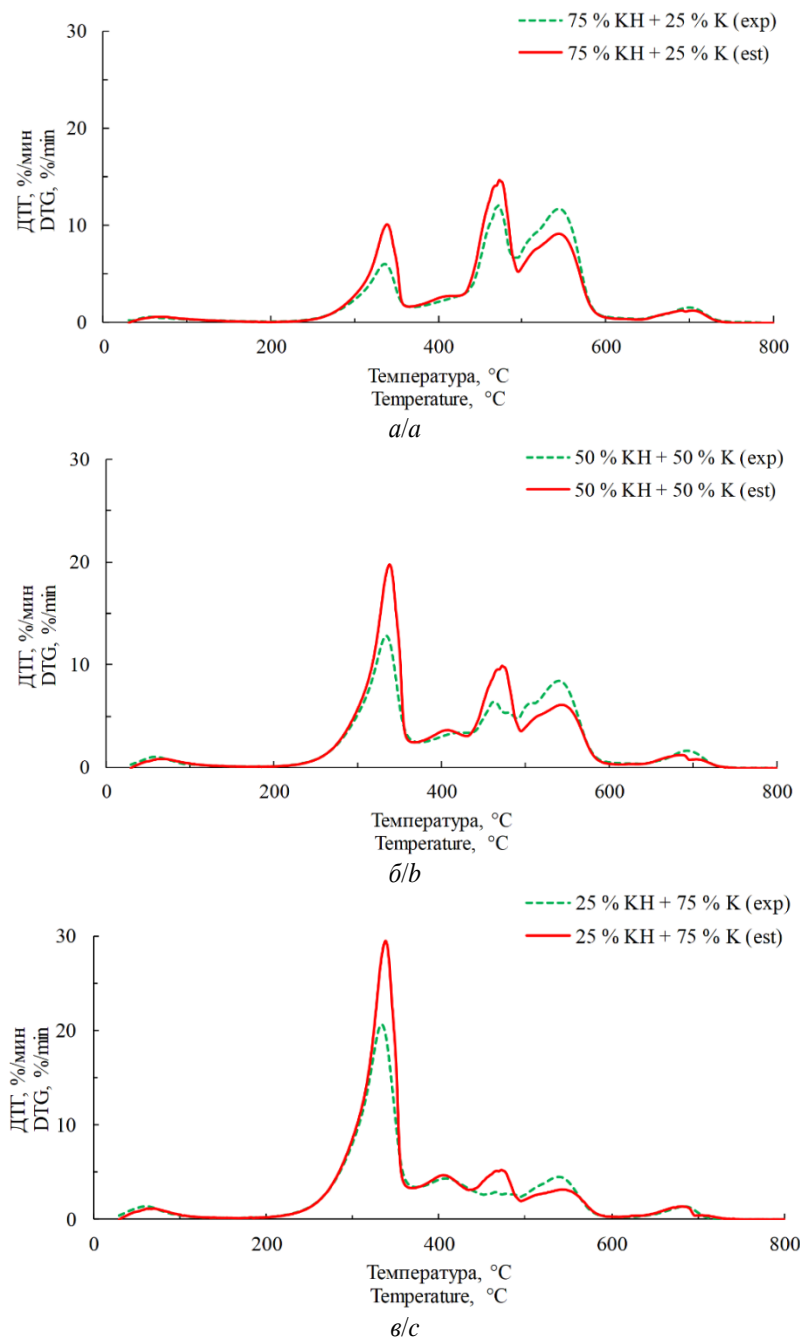 75 % KH + 25 % K (exp)
75 % KH + 25 % K (est)
30
20
10
0
ДТГ, %/мин
DTG, %/min
200
400
600
800
Температура, °C
Temperature, °C
а/a
50 % KH + 50 % K (exp)
50 % KH + 50 % K (est)
30
20
10
0
ДТГ, %/мин
DTG, %/min
0
200
400
600
800
Температура, °C
Temperature, °C
б/b
25 % KH + 75 % K (exp)
25 % KH + 75 % K (est)
30
20
10
0
ДТГ, %/мин
DTG, %/min
0
200
400
600
800
Температура, °C
Temperature, °C
в/c